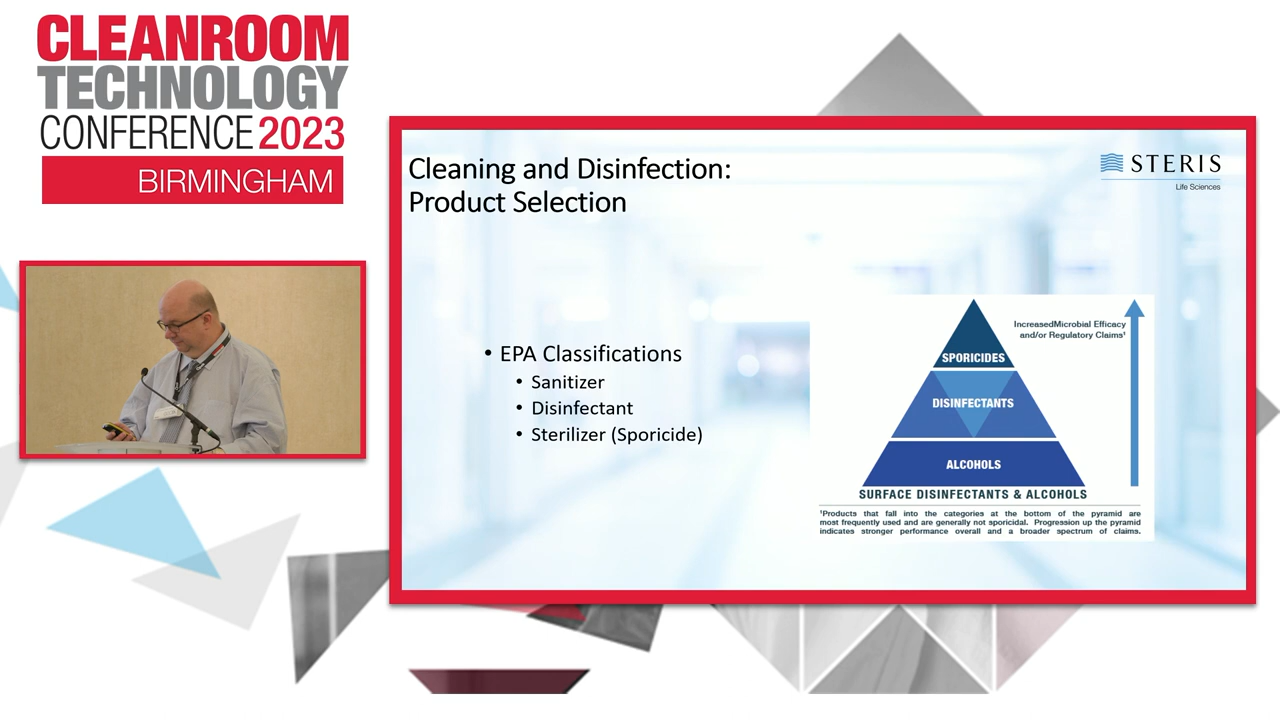 CLEANROOM
TECHNOLOGY
CONFERENCE 2023
BIRMINGHAM
Cleaning and Disinfection:
Product Selection
STERIS
Life Sciences
• EPA Classifications
• Sanitizer
• Disinfectant
• Sterilizer (Sporicide)
IncreasedMicrobial Efficacy
and/or Regulatory Claims¹
SPORICIDES
DISINFECTANTS
ALCOHOLS
SURFACE DISINFECTANTS & ALCOHOLS
¹Products that fall into the categories at the bottom of the pyramid are
most frequently used and are generally not sporicidal. Progression up the pyramid
indicates stronger performance overall and a broader spectrum of claims.